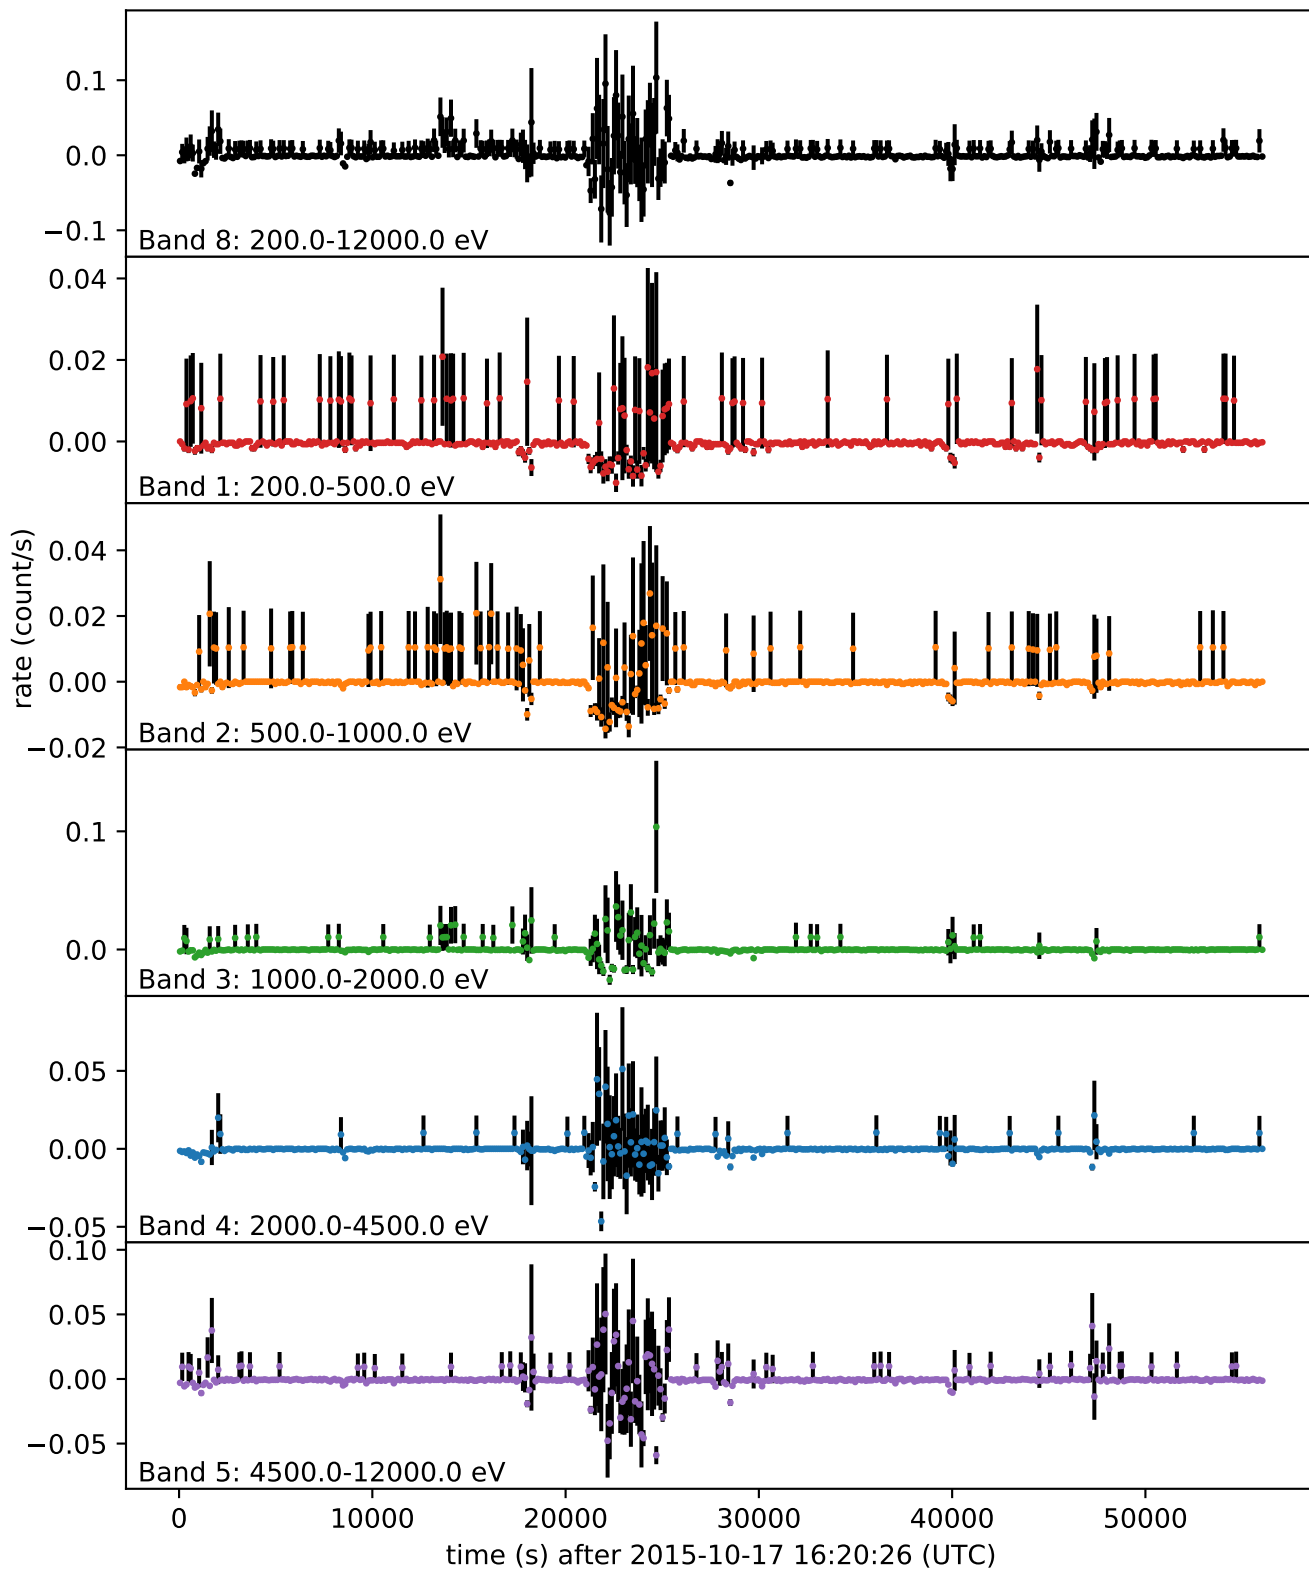 0.1
0.0
−0.1
Band 8: 200.0-12000.0 eV
0.04
0.02
0.00
Band 1: 200.0-500.0 eV
rate (count/s)
0.04
0.02
0.00
−0.02
Band 2: 500.0-1000.0 eV
0.1
0.0
Band 3: 1000.0-2000.0 eV
0.05
0.00
−0.05
Band 4: 2000.0-4500.0 eV
0.10
0.05
0.00
−0.05
Band 5: 4500.0-12000.0 eV
0 10000 20000 30000 40000 50000
time (s) after 2015-10-17 16:20:26 (UTC)